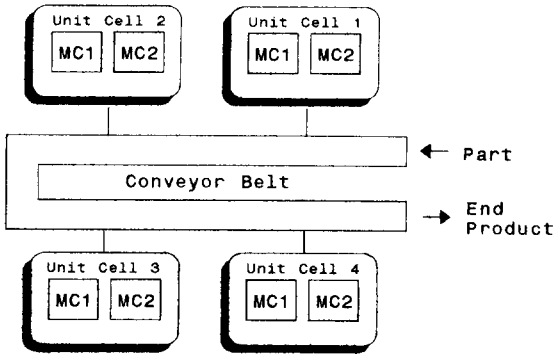 Unit Cell 2
MC1 MC2
Unit Cell 1
MC1 MC2
Part
Conveyor Belt
End
Product
Unit Cell 3
MC1 MC2
Unit Cell 4
MC1 MC2